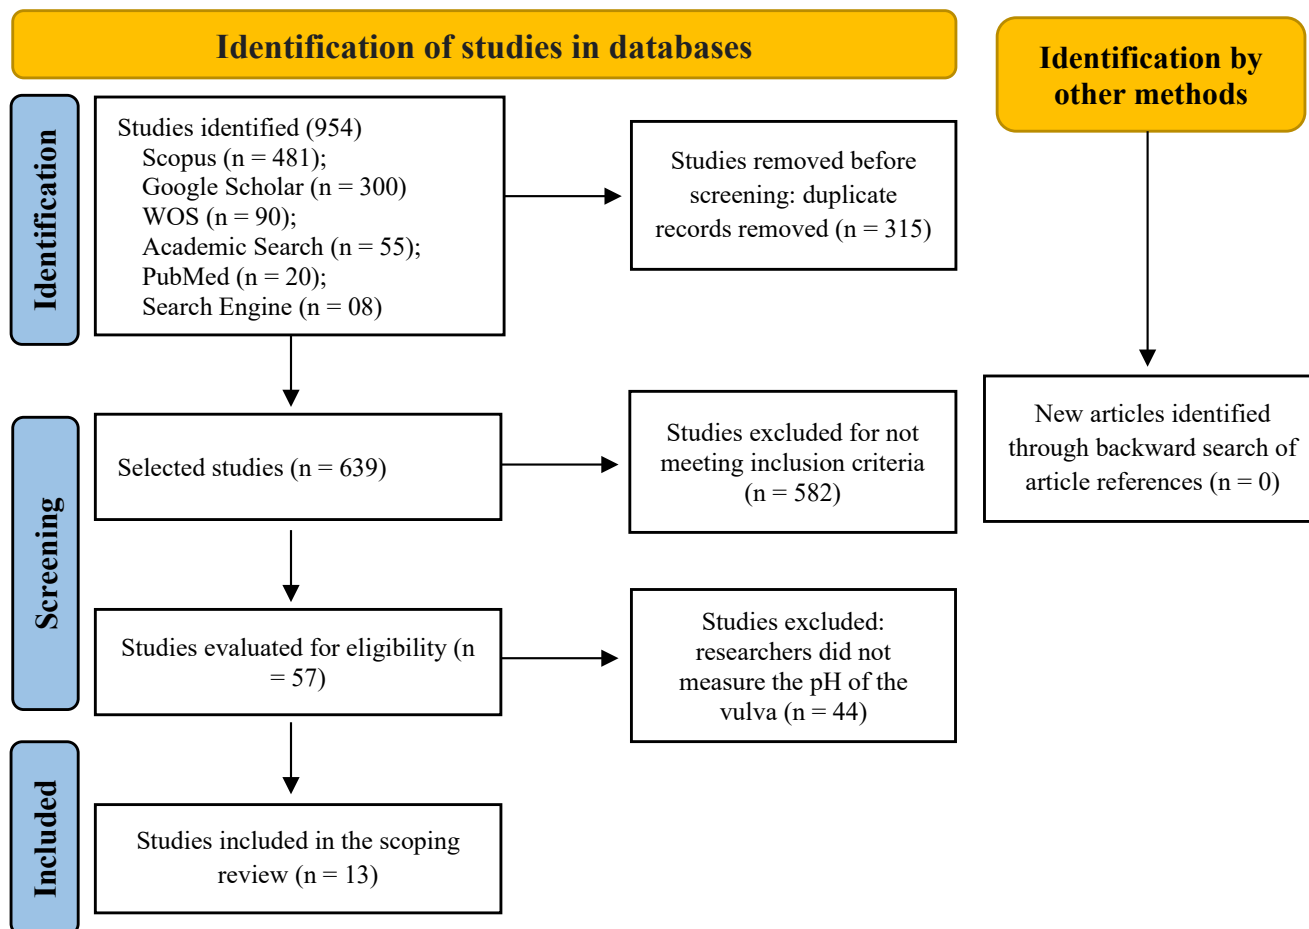 Identification of studies in databases
Identification by
other methods
Identification
Studies identified (954)
Scopus (n = 481);
Google Scholar (n = 300)
WOS (n = 90);
Academic Search (n = 55);
PubMed (n = 20);
Search Engine (n = 08)
Studies removed before
screening: duplicate
records removed (n = 315)
Screening
Selected studies (n = 639)
Studies excluded for not
meeting inclusion criteria
(n = 582)
New articles identified
through backward search of
article references (n = 0)
Studies evaluated for eligibility (n
= 57)
Studies excluded:
researchers did not
measure the pH of the
vulva (n = 44)
Included
Studies included in the scoping
review (n = 13)